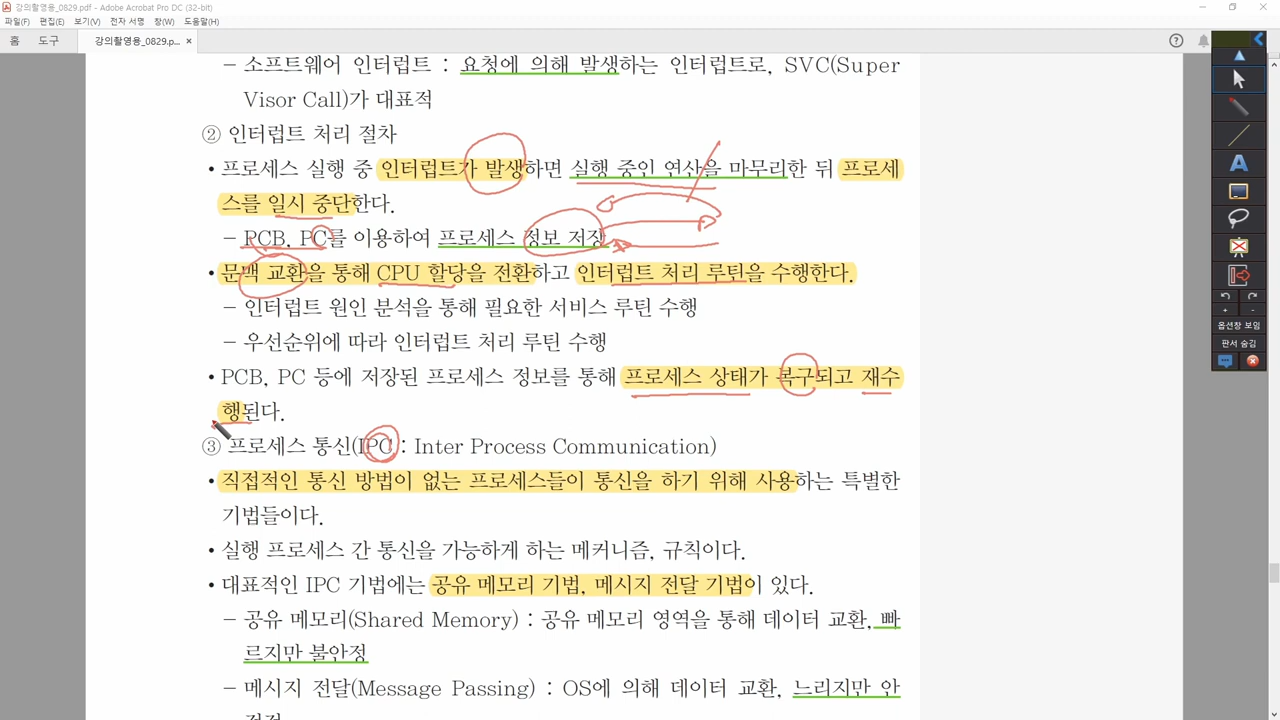 강의촬영용_0829.pdf - Adobe Acrobat Pro DC (32-bit)
파일(F) 편집(E) 보기(V) 전자 서명 창(W) 도움말(H)
홈 도구 강의촬영용_0829.p... ×
– 소프트웨어 인터럽트 : 요청에 의해 발생하는 인터럽트로, SVC(Super
Visor Call)가 대표적
② 인터럽트 처리 절차
• 프로세스 실행 중 인터럽트가 발생하면 실행 중인 연산을 마무리한 뒤 프로세
스를 일시 중단한다.
– PCB, PC를 이용하여 프로세스 정보 저장
• 문맥 교환을 통해 CPU 할당을 전환하고 인터럽트 처리 루틴을 수행한다.
– 인터럽트 원인 분석을 통해 필요한 서비스 루틴 수행
– 우선순위에 따라 인터럽트 처리 루틴 수행
• PCB, PC 등에 저장된 프로세스 정보를 통해 프로세스 상태가 복구되고 재수
행된다.
③ 프로세스 통신(IPC : Inter Process Communication)
• 직접적인 통신 방법이 없는 프로세스들이 통신을 하기 위해 사용하는 특별한
기법들이다.
• 실행 프로세스 간 통신을 가능하게 하는 메커니즘, 규칙이다.
• 대표적인 IPC 기법에는 공유 메모리 기법, 메시지 전달 기법이 있다.
– 공유 메모리(Shared Memory) : 공유 메모리 영역을 통해 데이터 교환, 빠
르지만 불안정
– 메시지 전달(Message Passing) : OS에 의해 데이터 교환, 느리지만 안
옵션창 보임
판서 숨김